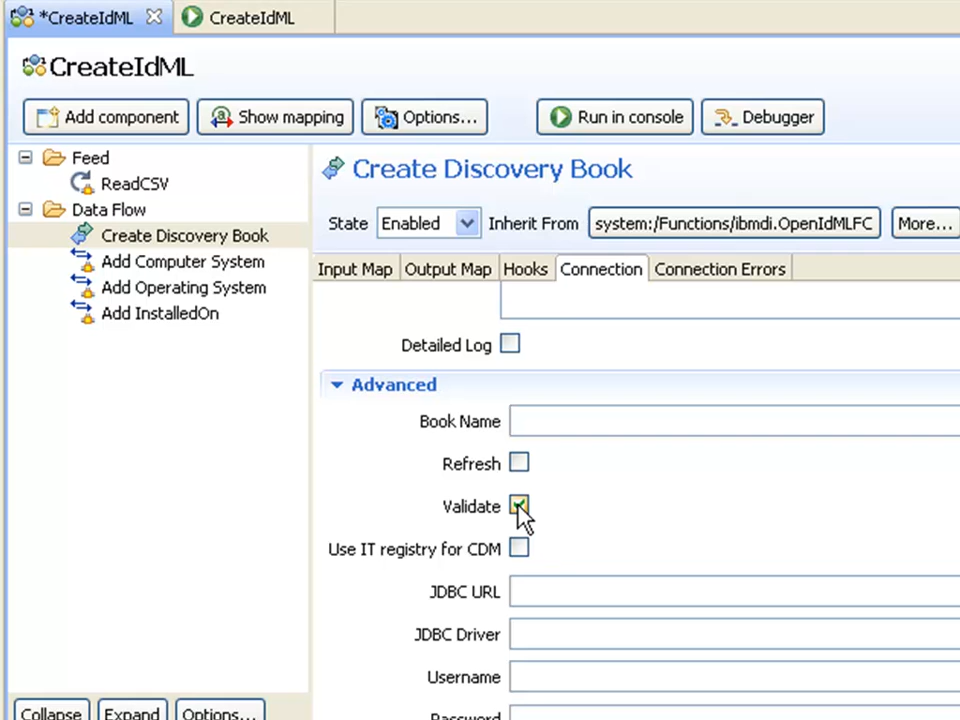 *CreateIdML
CreateIdML
CreateIdML
Add component
Show mapping
Options...
Run in console
Debugger
Feed
ReadCSV
Data Flow
Create Discovery Book
Add Computer System
Add Operating System
Add InstalledOn
Collapse
Expand
Options...
Create Discovery Book
State
Enabled
Inherit From
system:/Functions/ibmdi.OpenIdMLFC
More...
Input Map
Output Map
Hooks
Connection
Connection Errors
Detailed Log
Advanced
Book Name
Refresh
Validate
Use IT registry for CDM
JDBC URL
JDBC Driver
Username
Password